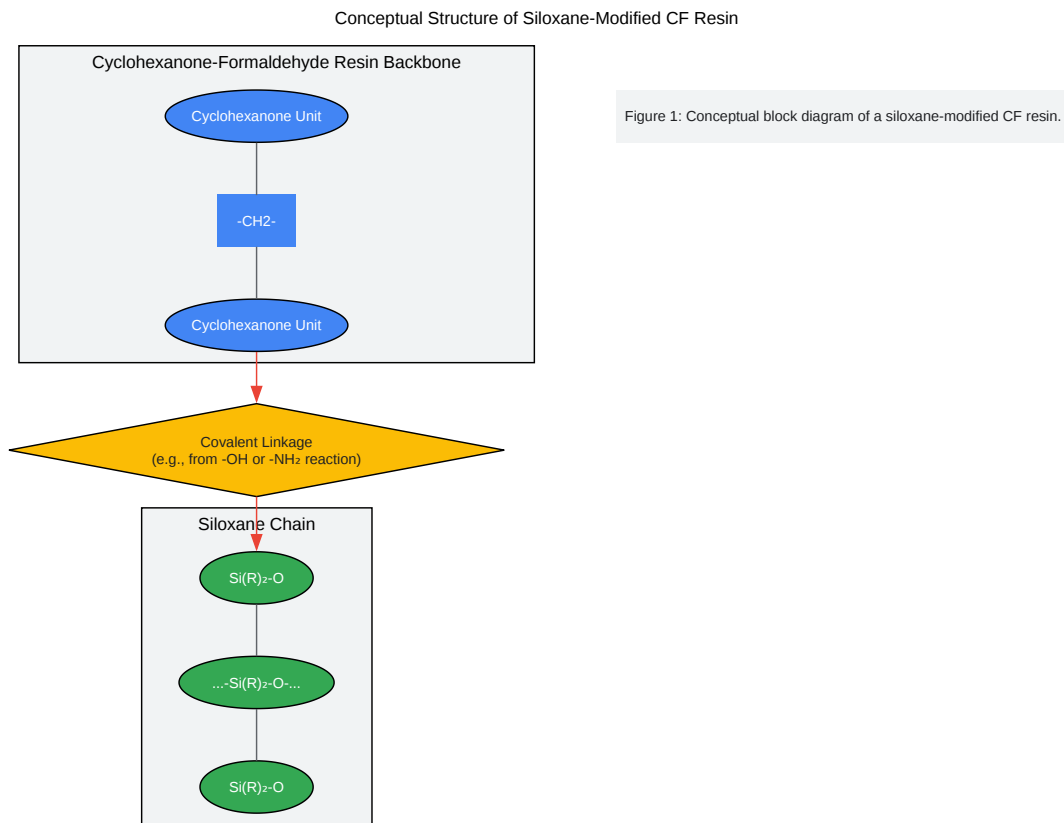 Conceptual Structure of Siloxane-Modified CF Resin
Cyclohexanone-Formaldehyde Resin Backbone
Cyclohexanone Unit
Figure 1: Conceptual block diagram of a siloxane-modified CF resin.
-CH2-
Cyclohexanone Unit
Covalent Linkage
(e.g., from -OH or -NH₂ reaction)
Siloxane Chain
Si(R)₂-O
...-Si(R)₂-O-...
Si(R)₂-O